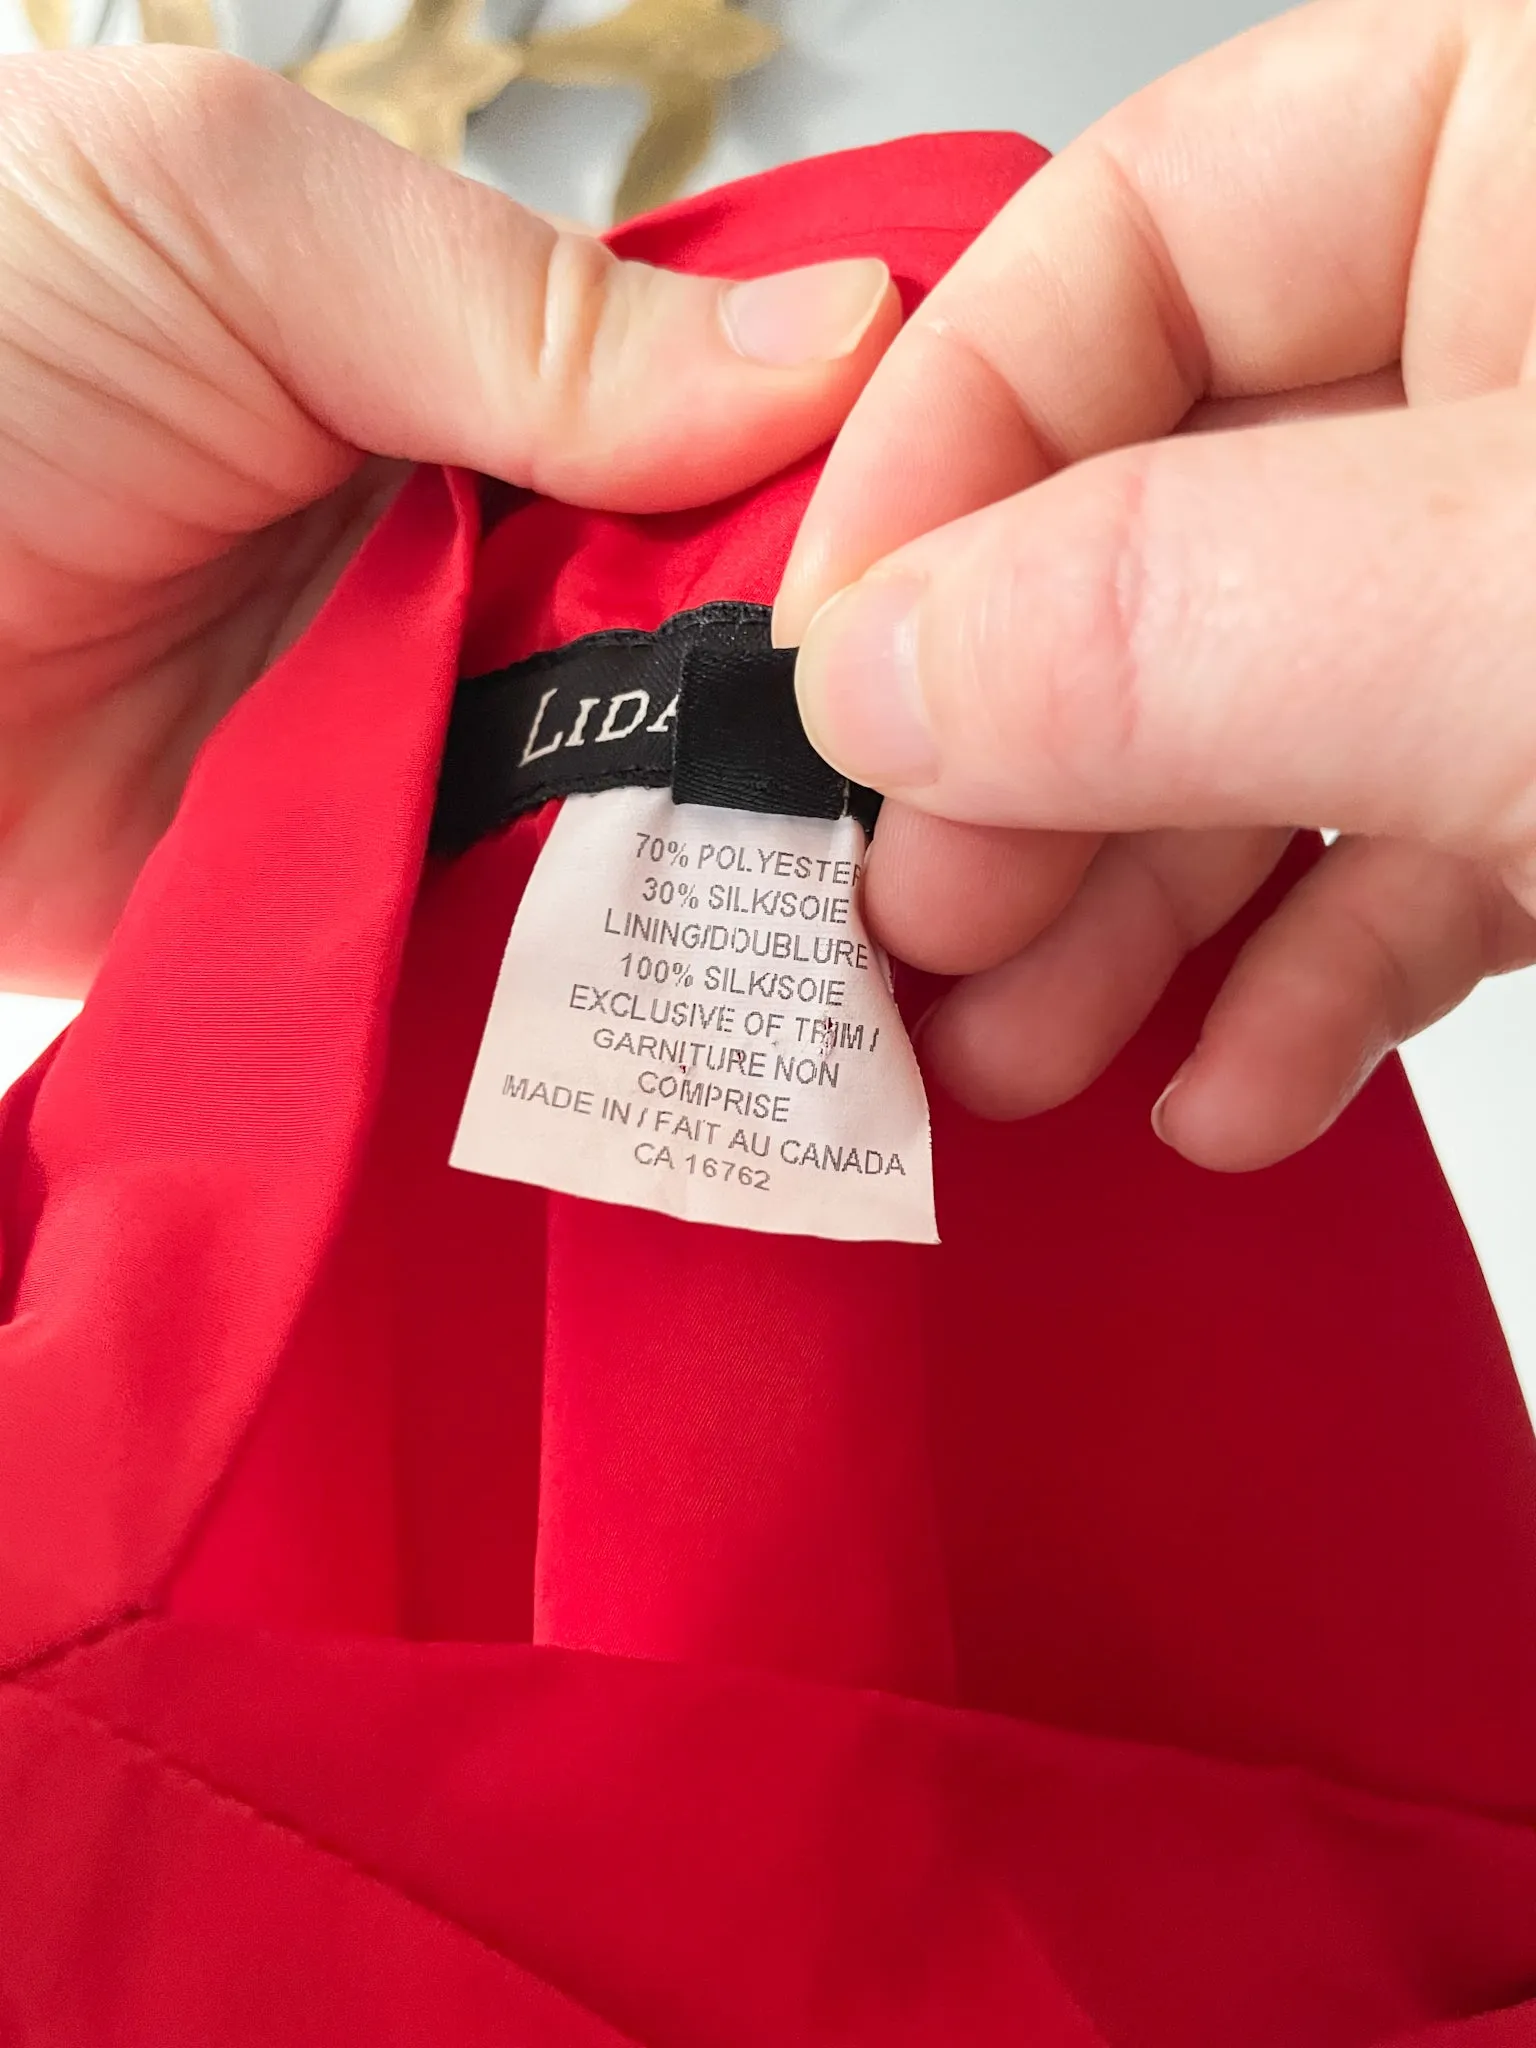 LIDA
70% POLYESTER
30% SILK/SOIE
LINING/DOUBLURE
100% SILK/SOIE
EXCLUSIVE OF TRIM /
GARNITURE NON
COMPRISE
MADE IN / FAIT AU CANADA
CA 16762